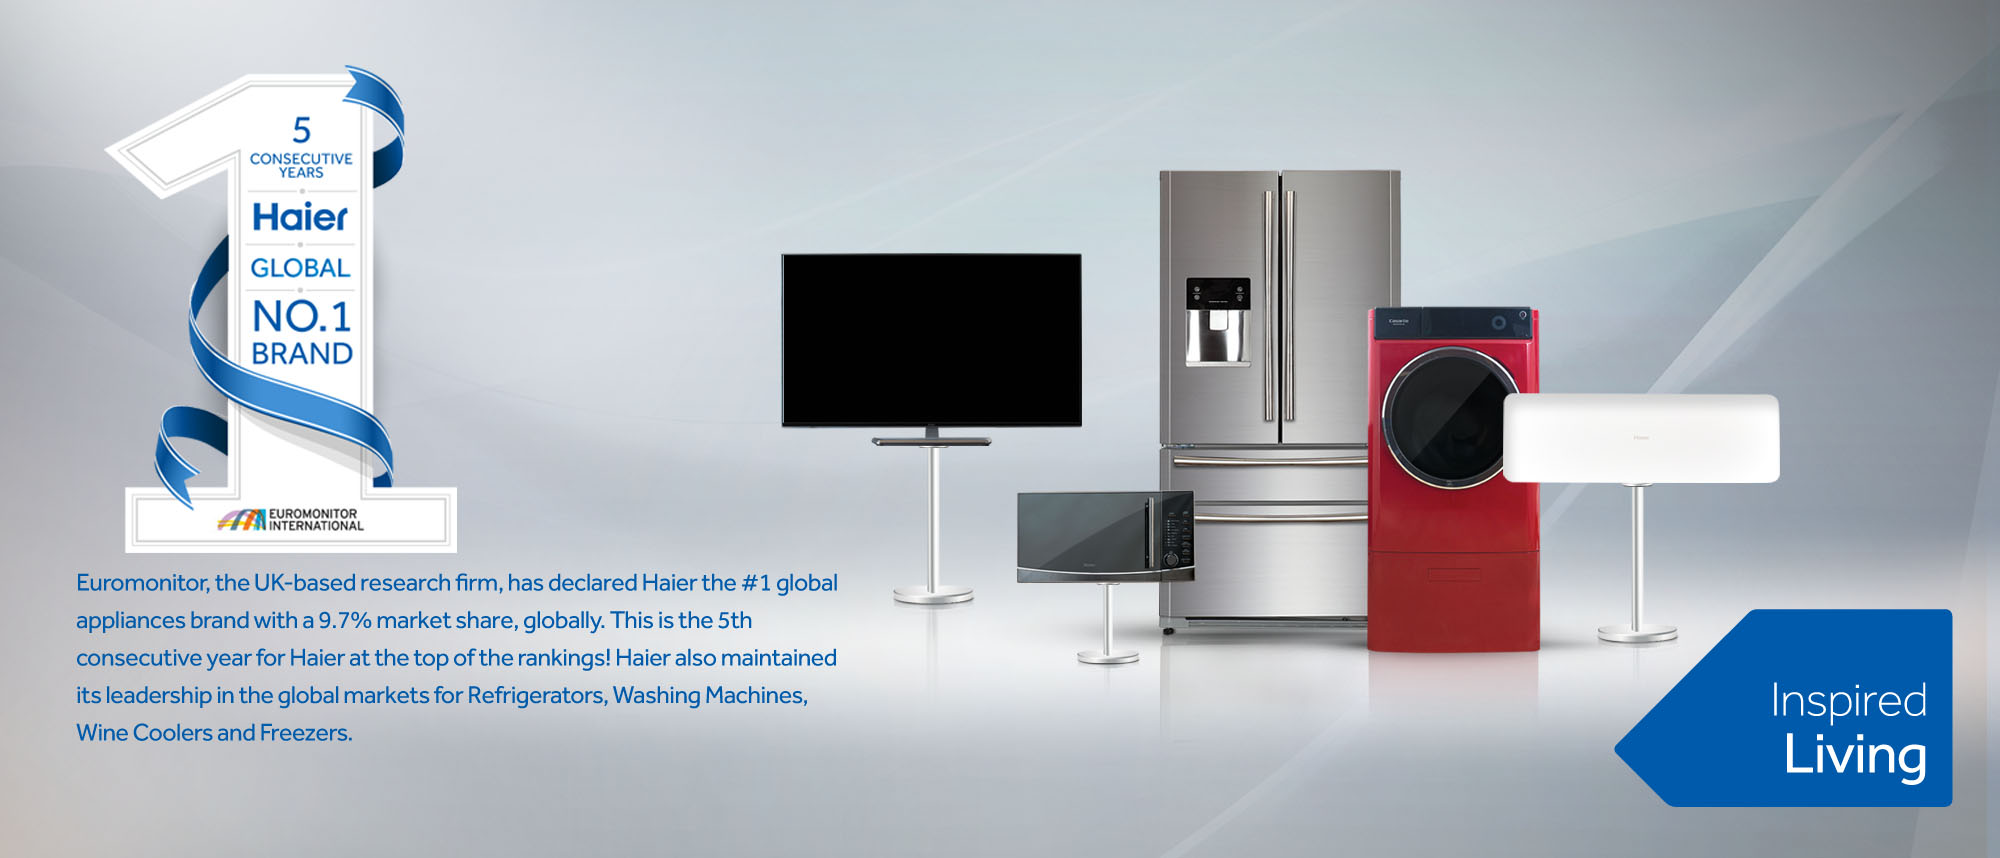 5
CONSECUTIVE
YEARS
Haier
GLOBAL
NO.1
BRAND
EUROMONITOR
INTERNATIONAL
Euromonitor, the UK-based research firm, has declared Haier the #1 global
appliances brand with a 9.7% market share, globally. This is the 5th
consecutive year for Haier at the top of the rankings! Haier also maintained
its leadership in the global markets for Refrigerators, Washing Machines,
Wine Coolers and Freezers.
Casarte
Haier
Inspired
Living